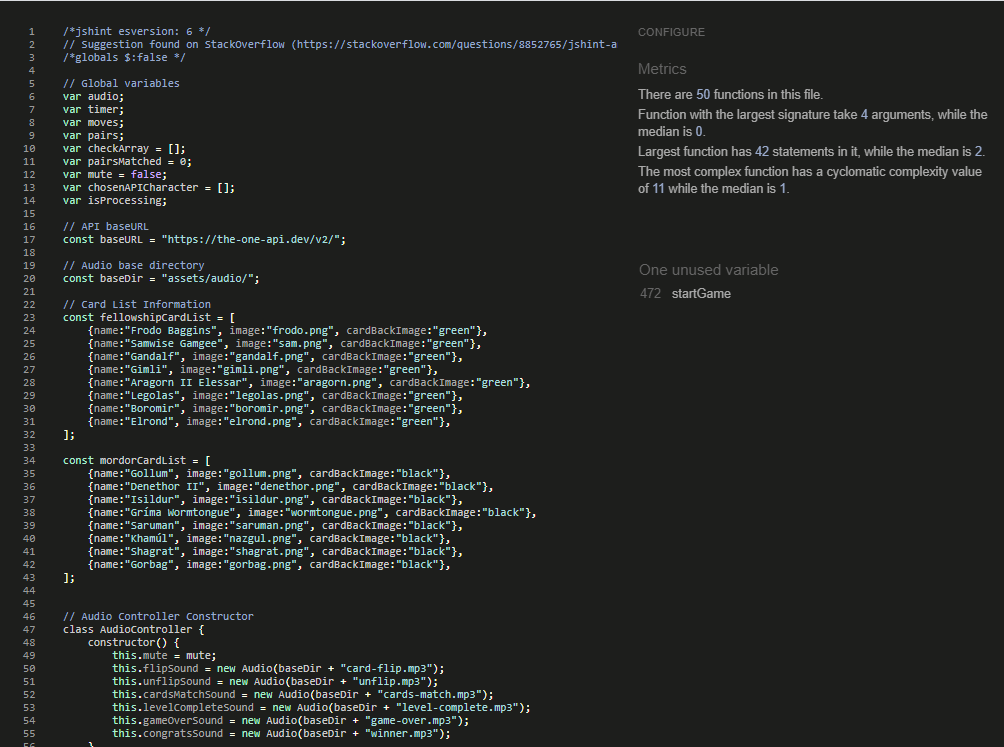 1 /*jshint esversion: 6 */
2 // Suggestion found on StackOverflow (https://stackoverflow.com/questions/8852765/jshint-a
3 /*globals $:false */
4
5 // Global variables
6 var audio;
7 var timer;
8 var moves;
9 var pairs;
10 var checkArray = [];
11 var pairsMatched = 0;
12 var mute = false;
13 var chosenAPICharacter = [];
14 var isProcessing;
15
16 // API baseURL
17 const baseURL = "https://the-one-api.dev/v2/";
18
19 // Audio base directory
20 const baseDir = "assets/audio/";
21
22 // Card List Information
23 const fellowshipCardList = [
24 {name:"Frodo Baggins", image:"frodo.png", cardBackImage:"green"},
25 {name:"Samwise Gamgee", image:"sam.png", cardBackImage:"green"},
26 {name:"Gandalf", image:"gandalf.png", cardBackImage:"green"},
27 {name:"Gimli", image:"gimli.png", cardBackImage:"green"},
28 {name:"Aragorn II Elessar", image:"aragorn.png", cardBackImage:"green"},
29 {name:"Legolas", image:"legolas.png", cardBackImage:"green"},
30 {name:"Boromir", image:"boromir.png", cardBackImage:"green"},
31 {name:"Elrond", image:"elrond.png", cardBackImage:"green"},
32 ];
33
34 const mordorCardList = [
35 {name:"Gollum", image:"gollum.png", cardBackImage:"black"},
36 {name:"Denethor II", image:"denethor.png", cardBackImage:"black"},
37 {name:"Isildur", image:"isildur.png", cardBackImage:"black"},
38 {name:"Gríma Wormtongue", image:"wormtongue.png", cardBackImage:"black"},
39 {name:"Saruman", image:"saruman.png", cardBackImage:"black"},
40 {name:"Khamúl", image:"nazgul.png", cardBackImage:"black"},
41 {name:"Shagrat", image:"shagrat.png", cardBackImage:"black"},
42 {name:"Gorbag", image:"gorbag.png", cardBackImage:"black"},
43 ];
44
45
46 // Audio Controller Constructor
47 class AudioController {
48 constructor() {
49 this.mute = mute;
50 this.flipSound = new Audio(baseDir + "card-flip.mp3");
51 this.unflipSound = new Audio(baseDir + "unflip.mp3");
52 this.cardsMatchSound = new Audio(baseDir + "cards-match.mp3");
53 this.levelCompleteSound = new Audio(baseDir + "level-complete.mp3");
54 this.gameOverSound = new Audio(baseDir + "game-over.mp3");
55 this.congratsSound = new Audio(baseDir + "winner.mp3");
56 }
CONFIGURE
Metrics
There are 50 functions in this file.
Function with the largest signature take 4 arguments, while the
median is 0.
Largest function has 42 statements in it, while the median is 2.
The most complex function has a cyclomatic complexity value
of 11 while the median is 1.
One unused variable
472 startGame